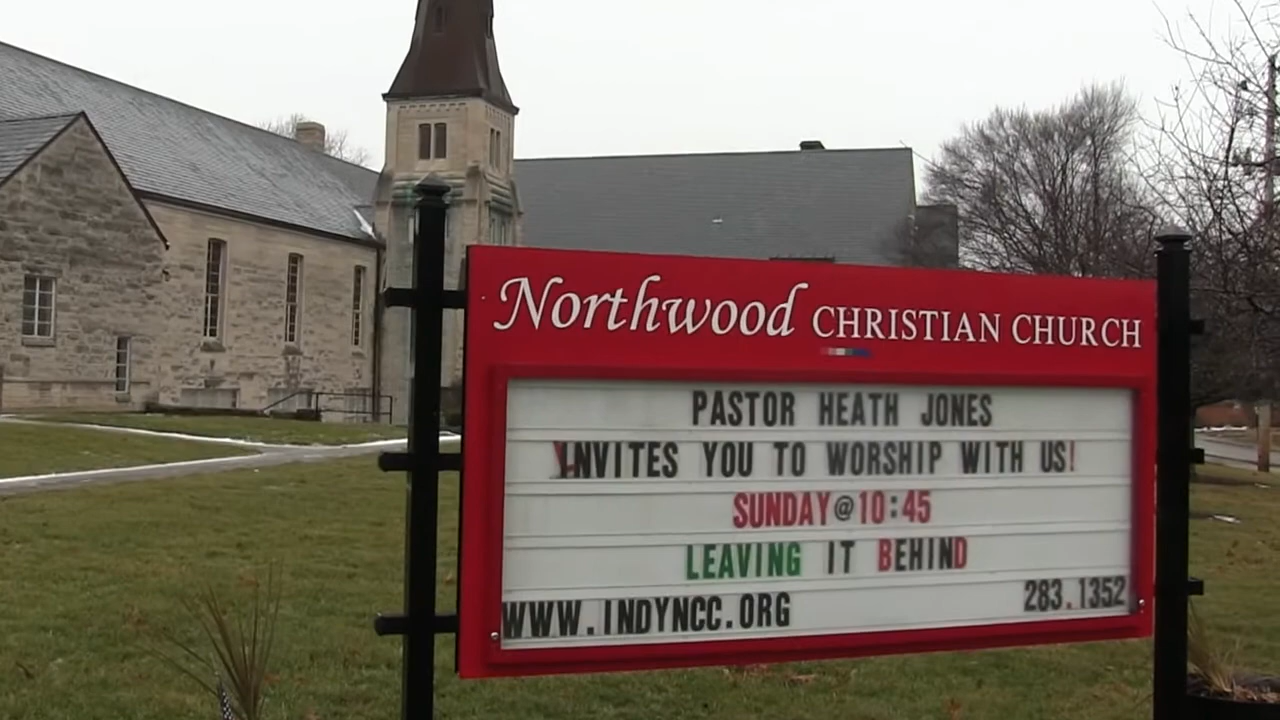 Northwood CHRISTIAN CHURCH
PASTOR HEATH JONES
INVITES YOU TO WORSHIP WITH US!
SUNDAY@10:45
LEAVING IT BEHIND
WWW.INDYNCC.ORG 283.1352